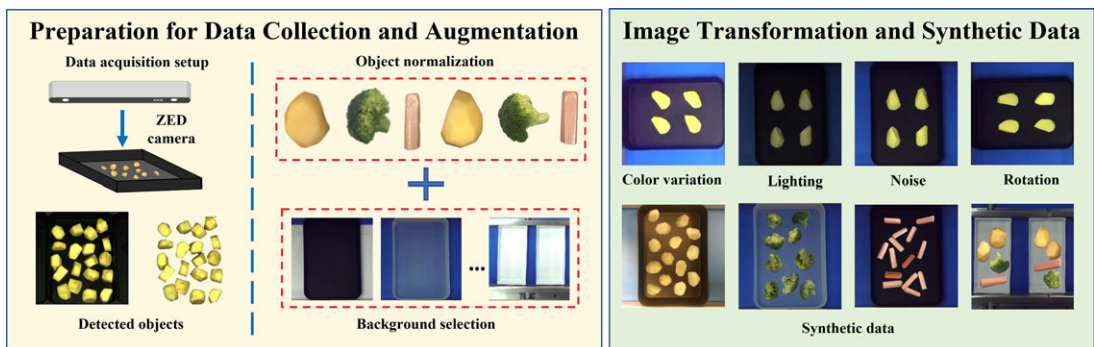 Preparation for Data Collection and Augmentation
Data acquisition setup
ZED
camera
Detected objects
Object normalization
...
Background selection
Image Transformation and Synthetic Data
Color variation
Lighting
Noise
Rotation
Synthetic data